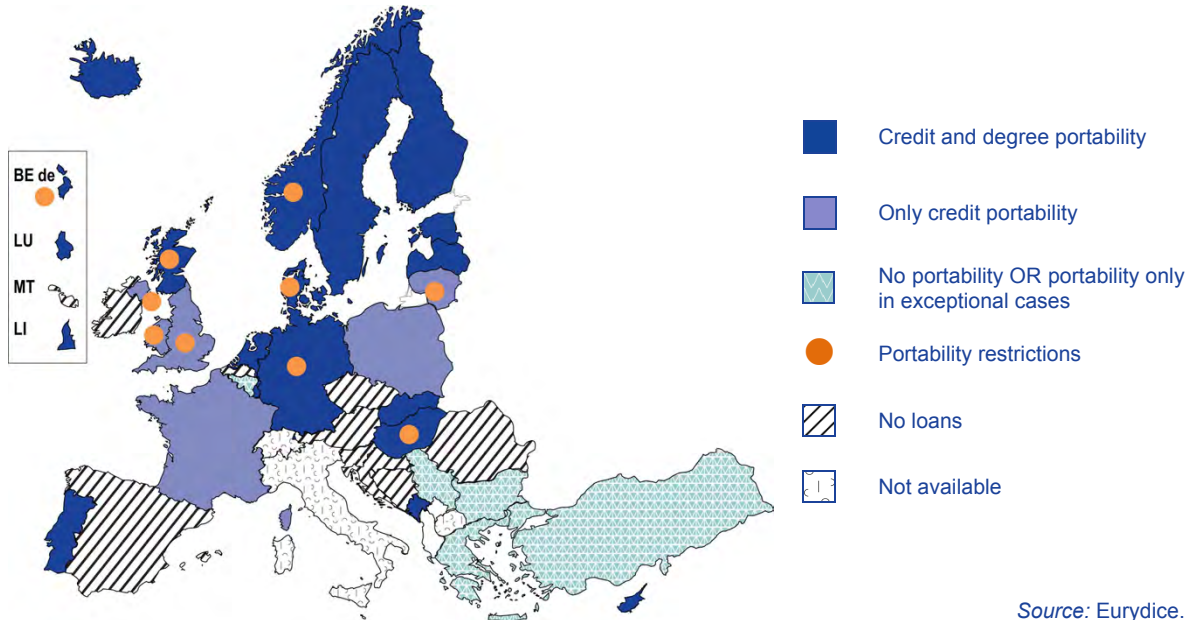 BE de
LU
MT
LI
Credit and degree portability
Only credit portability
No portability OR portability only
in exceptional cases
Portability restrictions
No loans
Not available
Source: Eurydice.